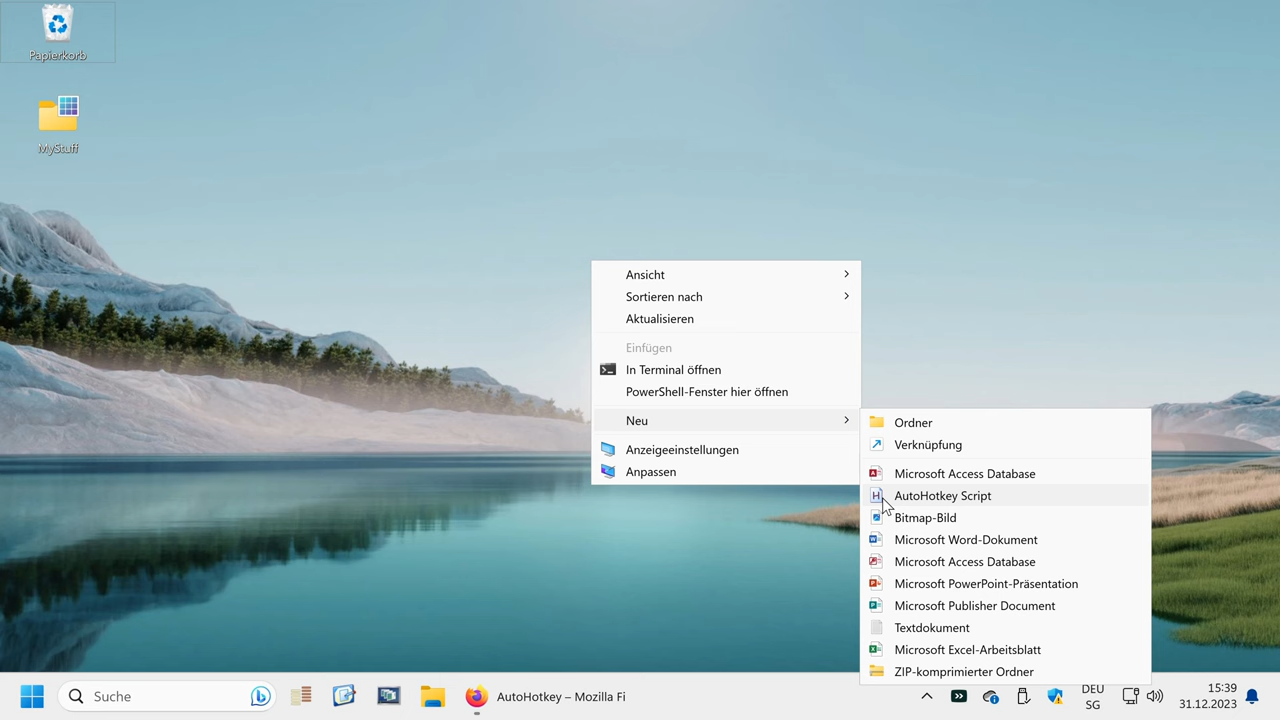 Papierkorb
MyStuff
Ansicht
Sortieren nach
Aktualisieren
Einfügen
In Terminal öffnen
PowerShell-Fenster hier öffnen
Neu
Anzeigeeinstellungen
Anpassen
Ordner
Verknüpfung
Microsoft Access Database
AutoHotkey Script
Bitmap-Bild
Microsoft Word-Dokument
Microsoft Access Database
Microsoft PowerPoint-Präsentation
Microsoft Publisher Document
Textdokument
Microsoft Excel-Arbeitsblatt
ZIP-komprimierter Ordner
Suche
AutoHotkey – Mozilla Fi
DEU
SG
15:39
31.12.2023